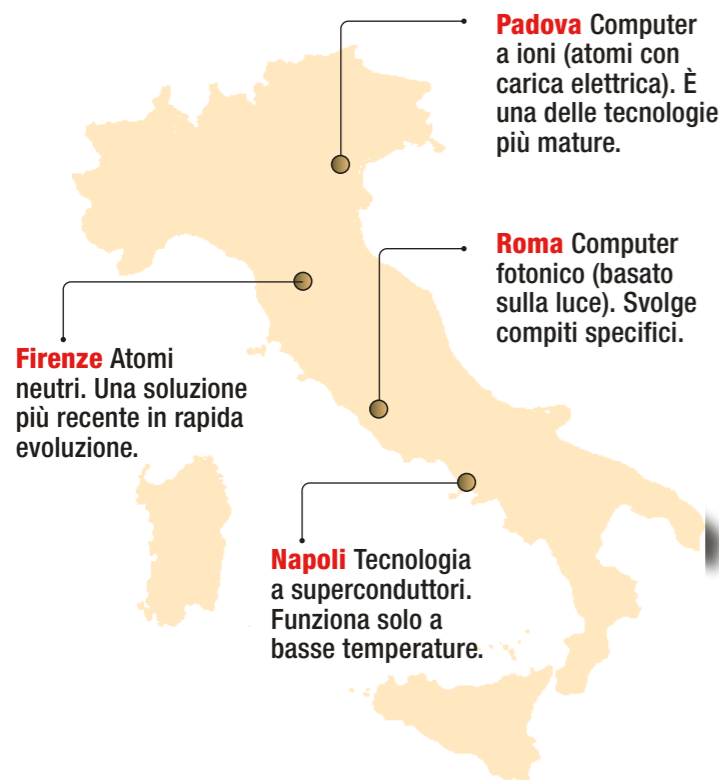 Padova Computer
a ioni (atomi con
carica elettrica). È
una delle tecnologie
più mature.
Roma Computer
fotonico (basato
sulla luce). Svolge
compiti specifici.
Firenze Atomi
neutri. Una soluzione
più recente in rapida
evoluzione.
Napoli Tecnologia
a superconduttori.
Funziona solo a
basse temperature.